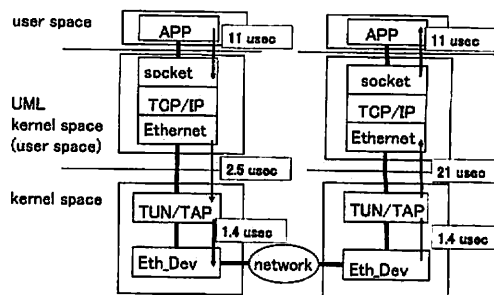 user space
APP
11 usec
socket
TCP/IP
Ethernet
UML
kernel space
(user space)
2.5 usec
kernel space
TUN/TAP
1.4 usec
Eth_Dev
network
APP
11 usec
socket
TCP/IP
Ethernet
21 usec
TUN/TAP
1.4 usec
Eth_Dev